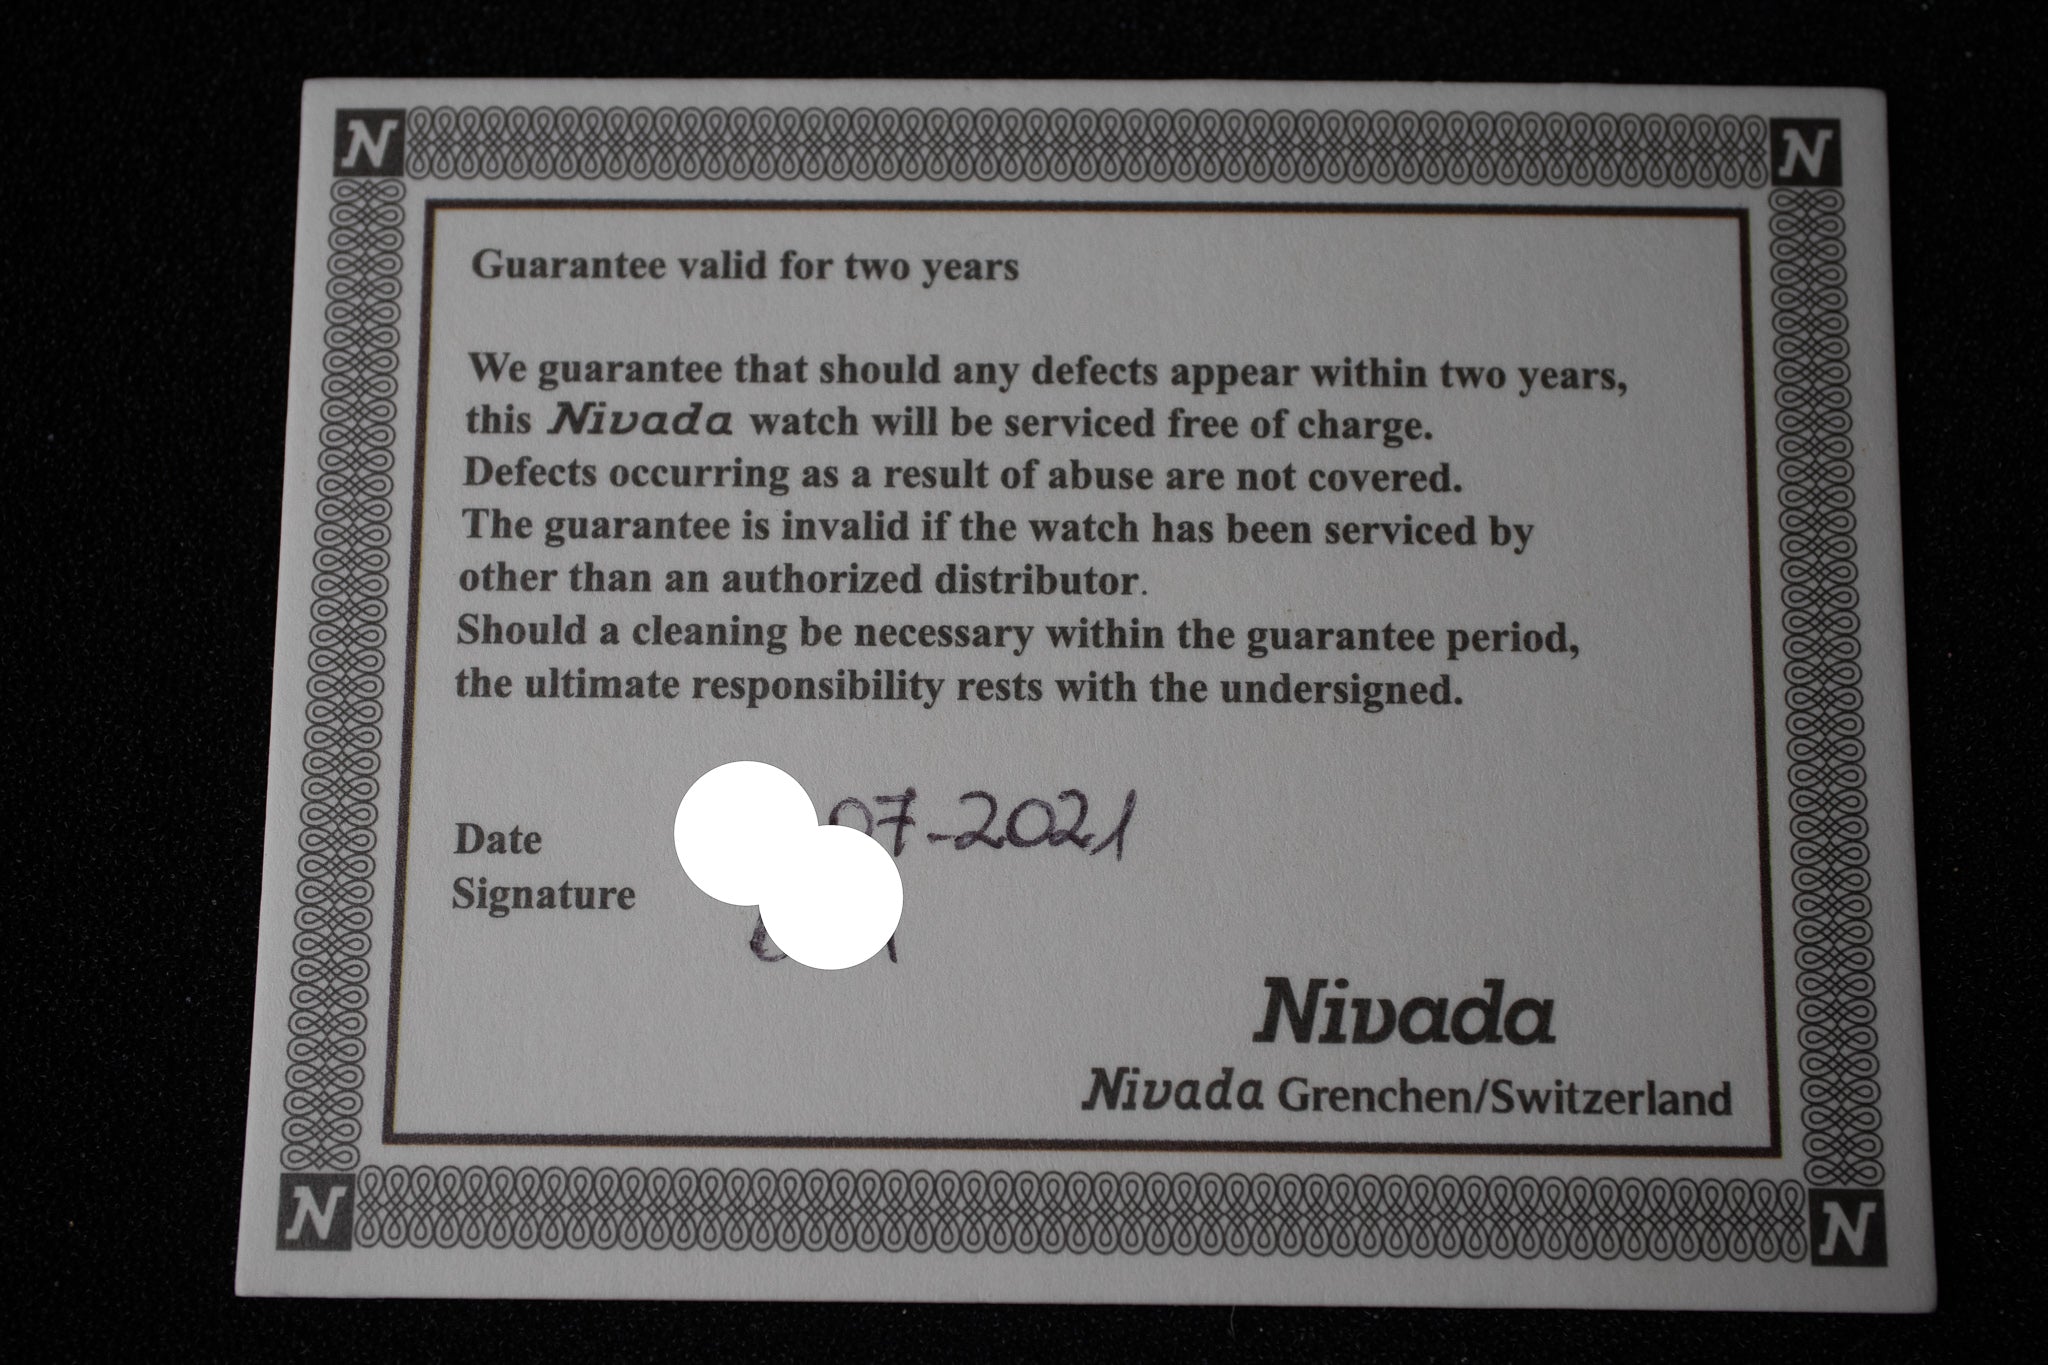 N N
Guarantee valid for two years
We guarantee that should any defects appear within two years,
this Nivada watch will be serviced free of charge.
Defects occurring as a result of abuse are not covered.
The guarantee is invalid if the watch has been serviced by
other than an authorized distributor.
Should a cleaning be necessary within the guarantee period,
the ultimate responsibility rests with the undersigned.
Date 07-2021
Signature
Nivada
Nivada Grenchen/Switzerland
N N